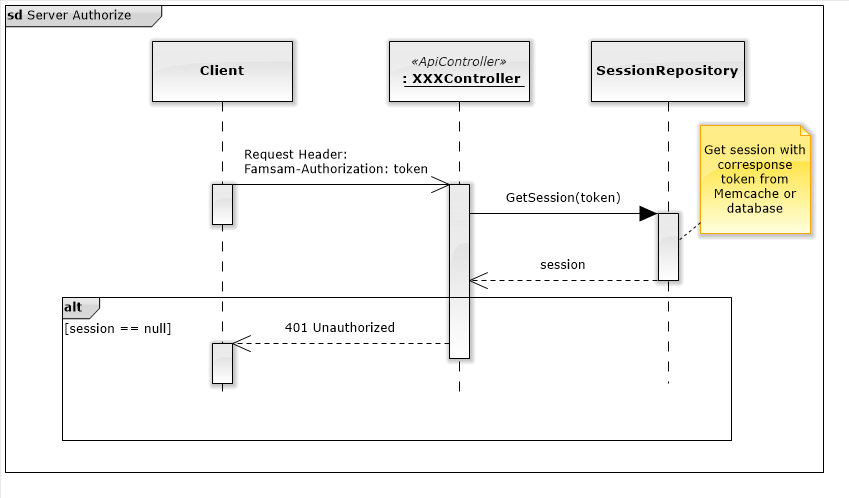 sd Server Authorize
Client
«ApiController»
: XXXController
SessionRepository
Get session with
corresponse
token from
Memcache or
database
Request Header:
Famsam-Authorization: token
GetSession(token)
session
alt
[session == null]
401 Unauthorized